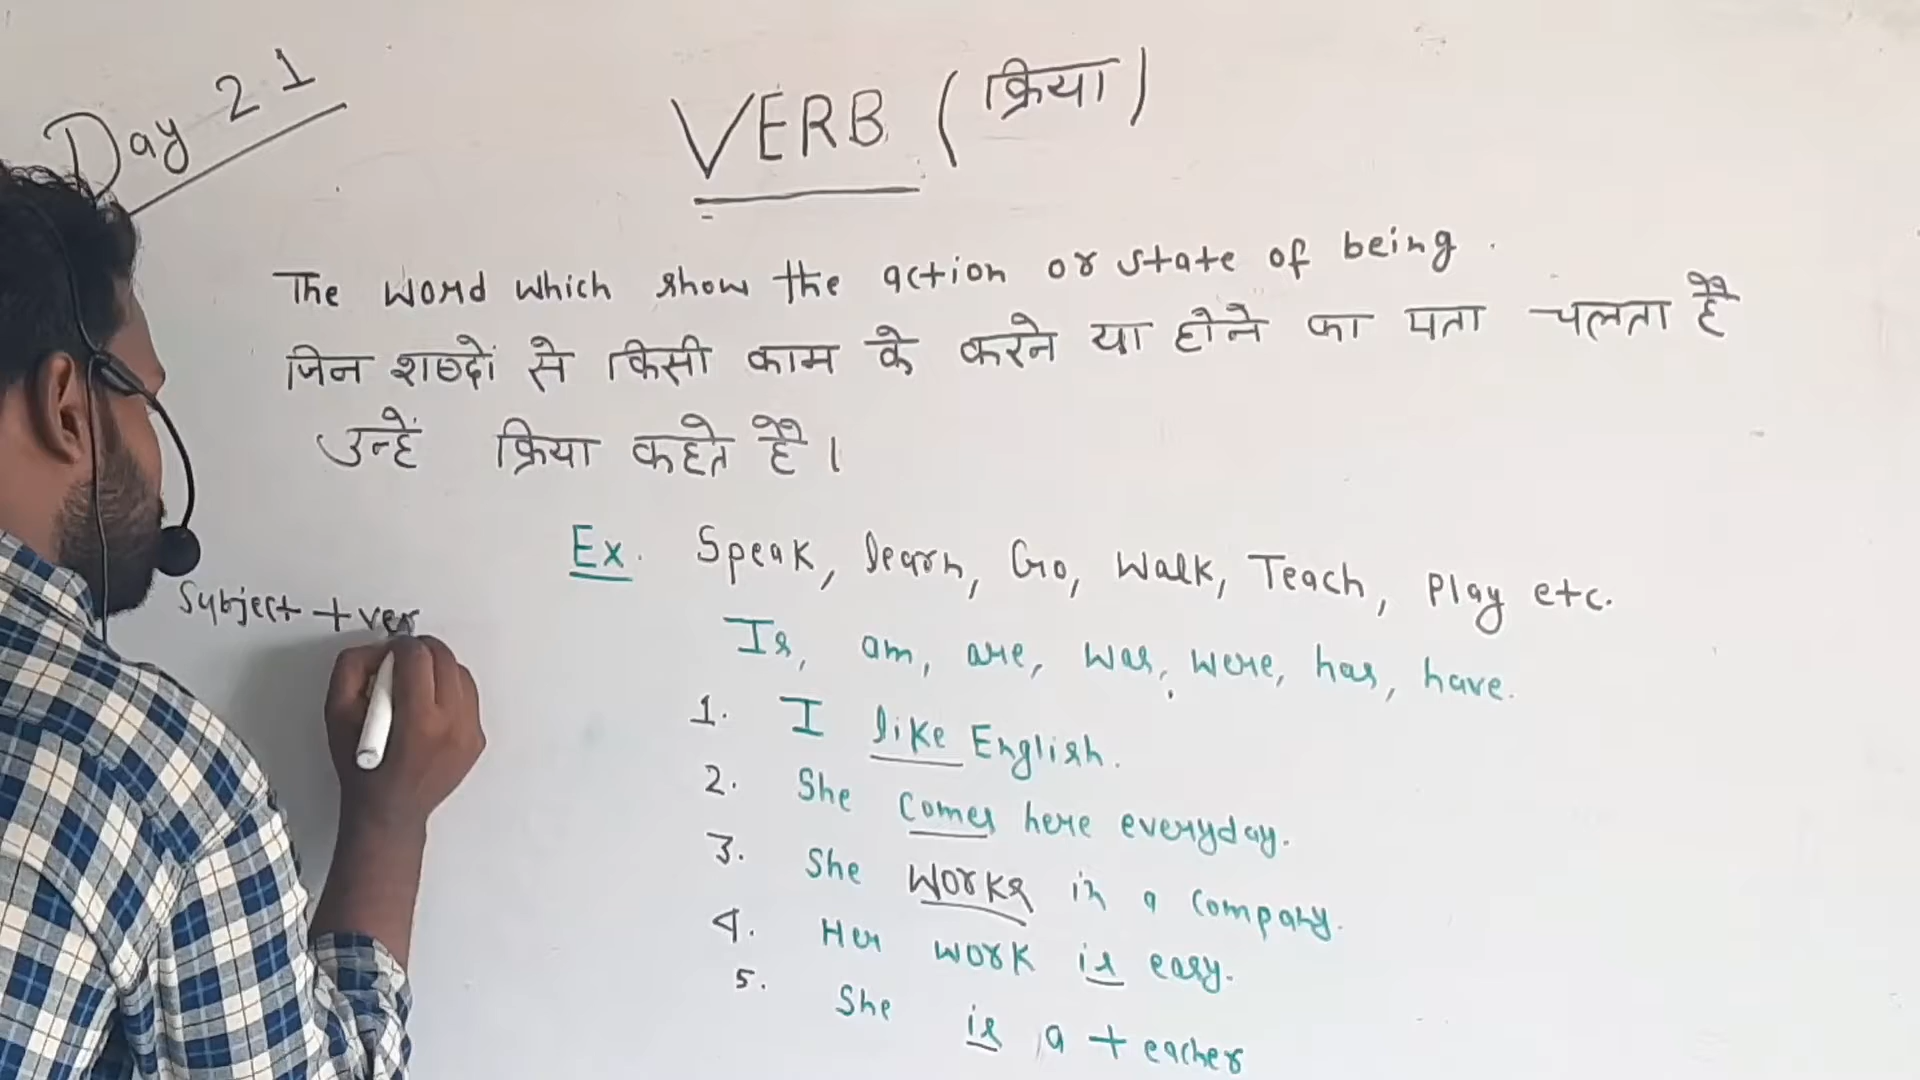 Day 21
VERB (क्रिया)
The word which show the action or state of being.
जिन शब्दों से किसी काम के करने या होने का पता चलता है
उन्हें क्रिया कहते है।
Ex. Speak, learn, Go, Walk, Teach, Play etc.
Subject + ver
Is, am, are, was, were, has, have.
1. I like English.
2. She comes here everyday.
3. She works in a company.
4. Her work is easy.
5. She is a teacher